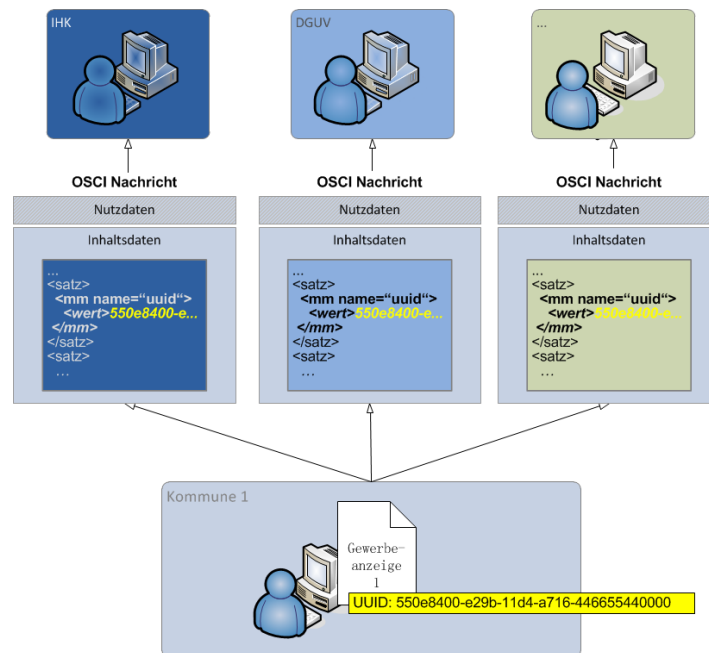 IHK
DGUV
...
OSCI Nachricht
OSCI Nachricht
OSCI Nachricht
Nutzdaten
Nutzdaten
Nutzdaten
Inhaltsdaten
Inhaltsdaten
Inhaltsdaten
...
<satz>
<mm name=“uuid“>
<wert>550e8400-e...
</mm>
</satz>
<satz>
...
...
<satz>
<mm name=“uuid“>
<wert>550e8400-e...
</mm>
</satz>
<satz>
...
...
<satz>
<mm name=“uuid“>
<wert>550e8400-e...
</mm>
</satz>
<satz>
...
Kommune 1
Gewerbe-
anzeige
1
UUID: 550e8400-e29b-11d4-a716-446655440000